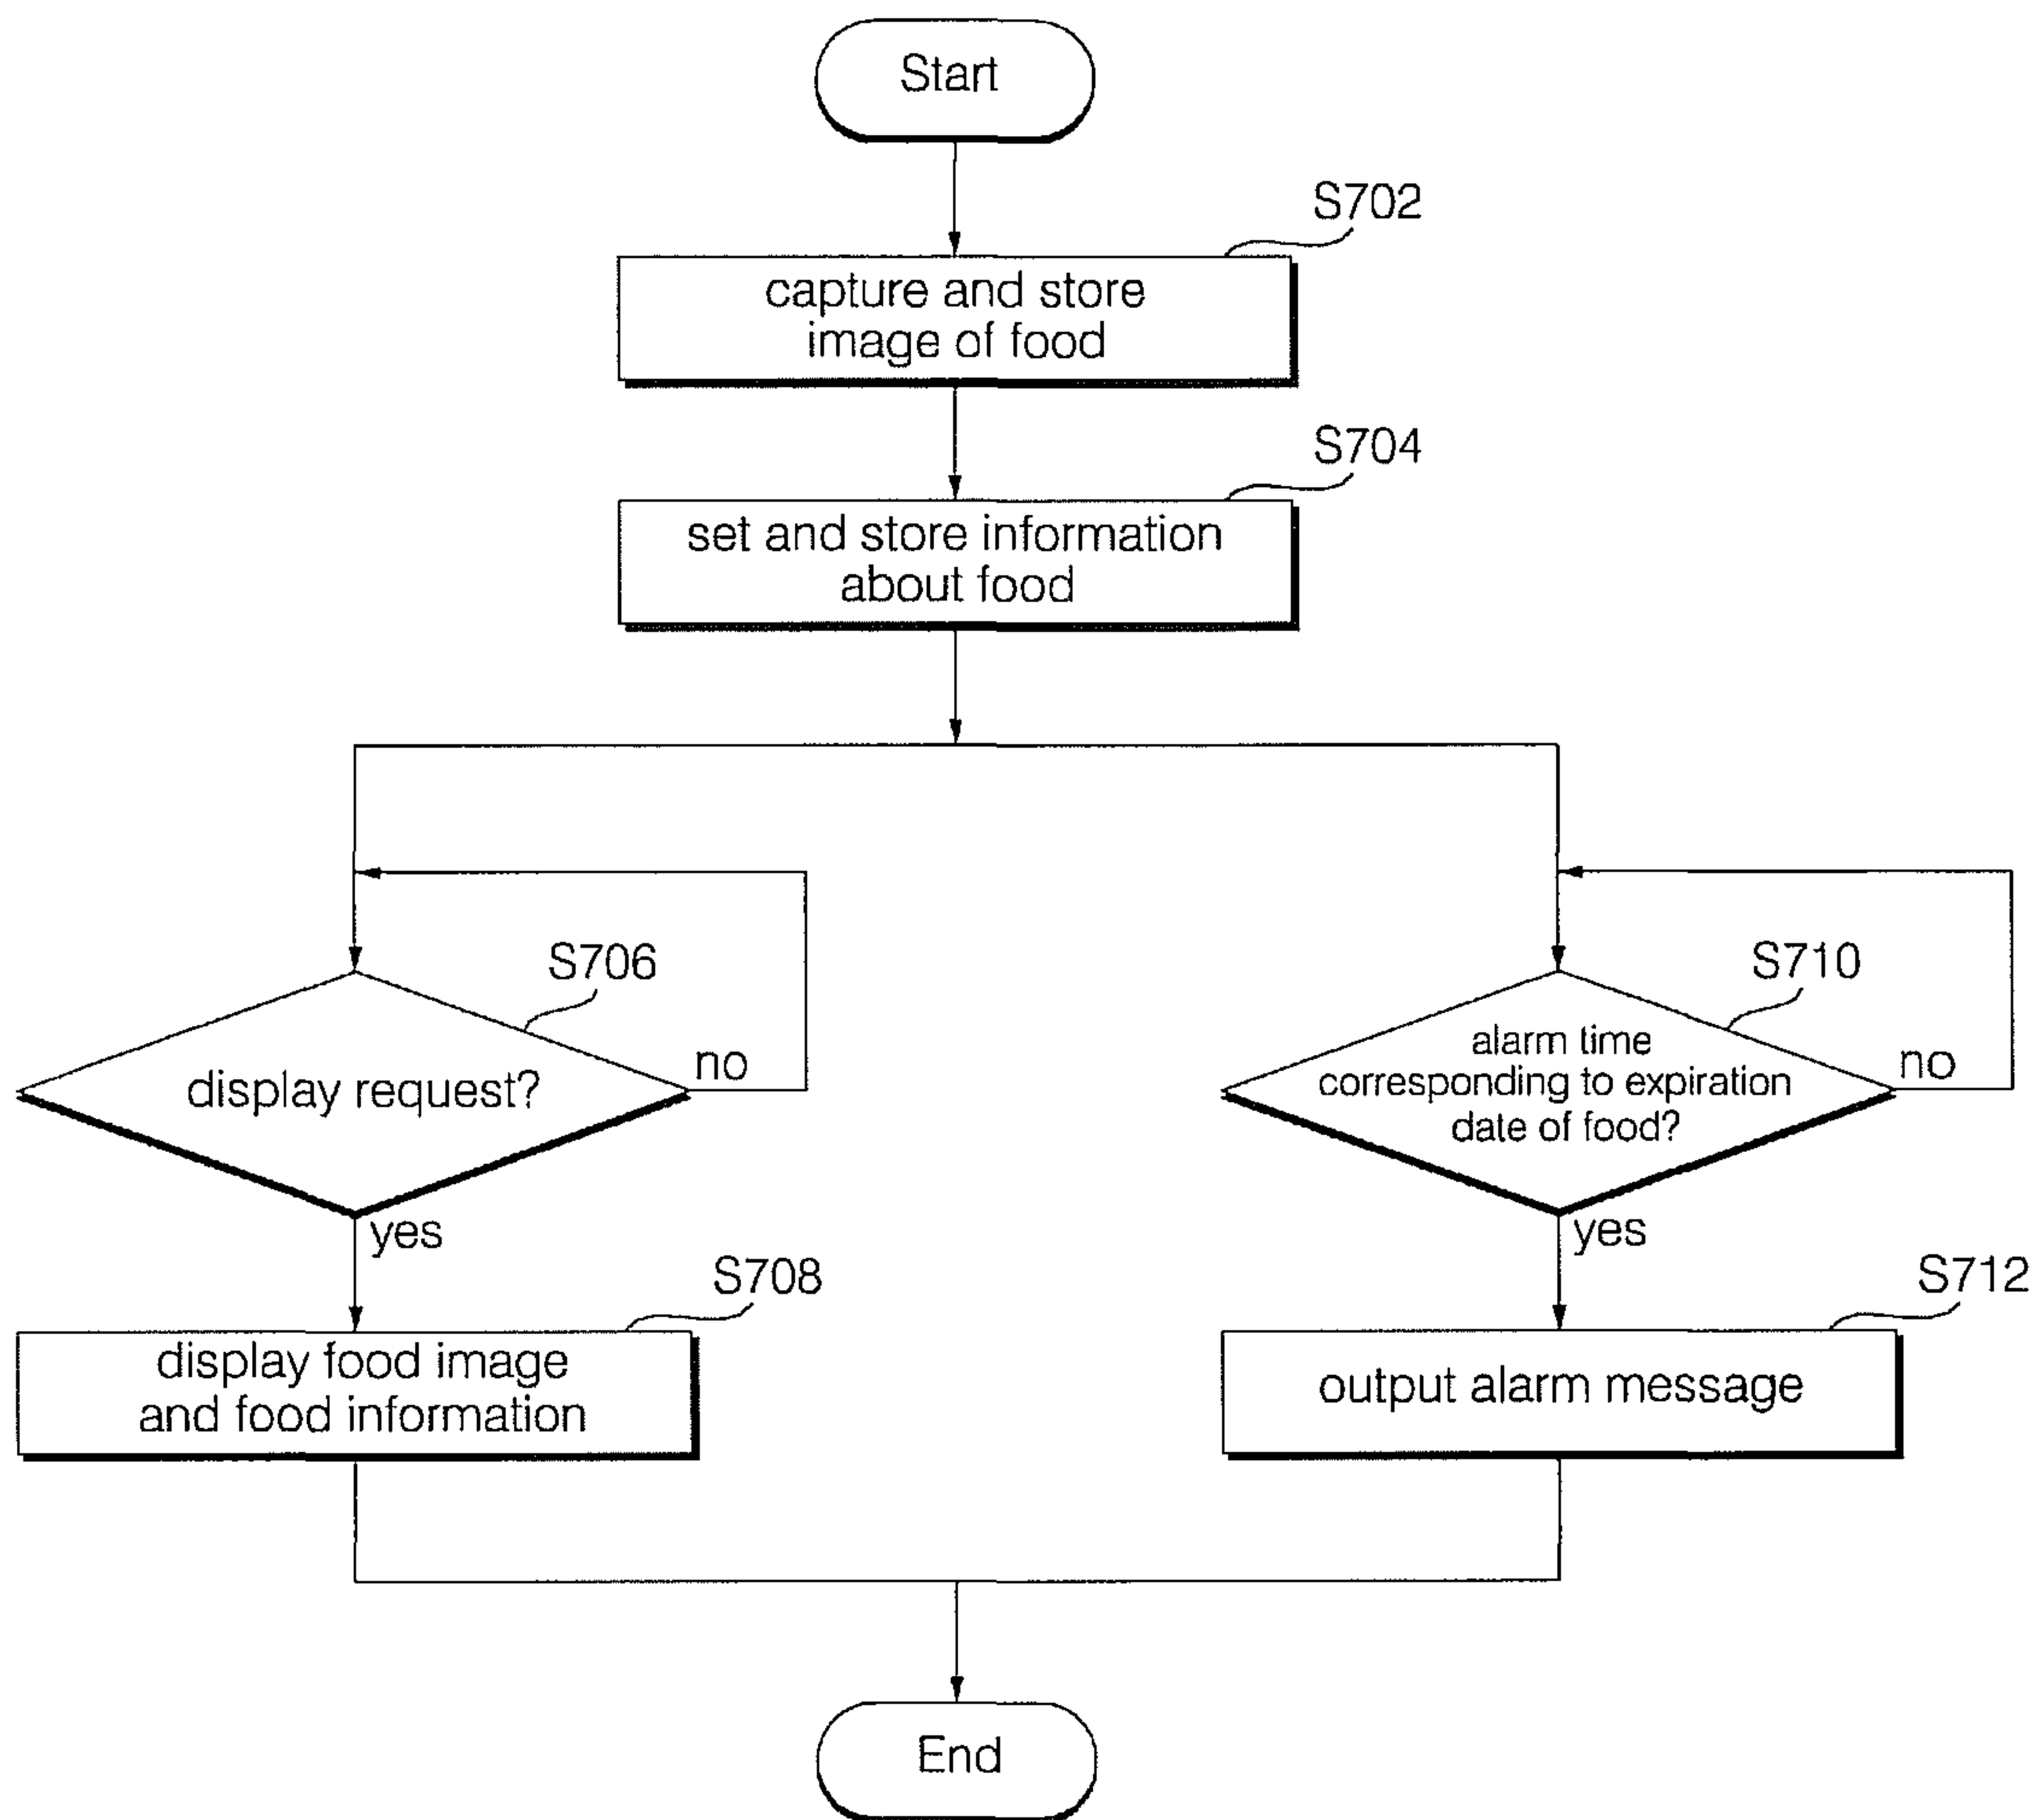 Start
S702
capture and store
image of food
S704
set and store information
about food
S706
display request?
no
yes
S708
display food image
and food information
S710
alarm time
corresponding to expiration
date of food?
no
yes
S712
output alarm message
End